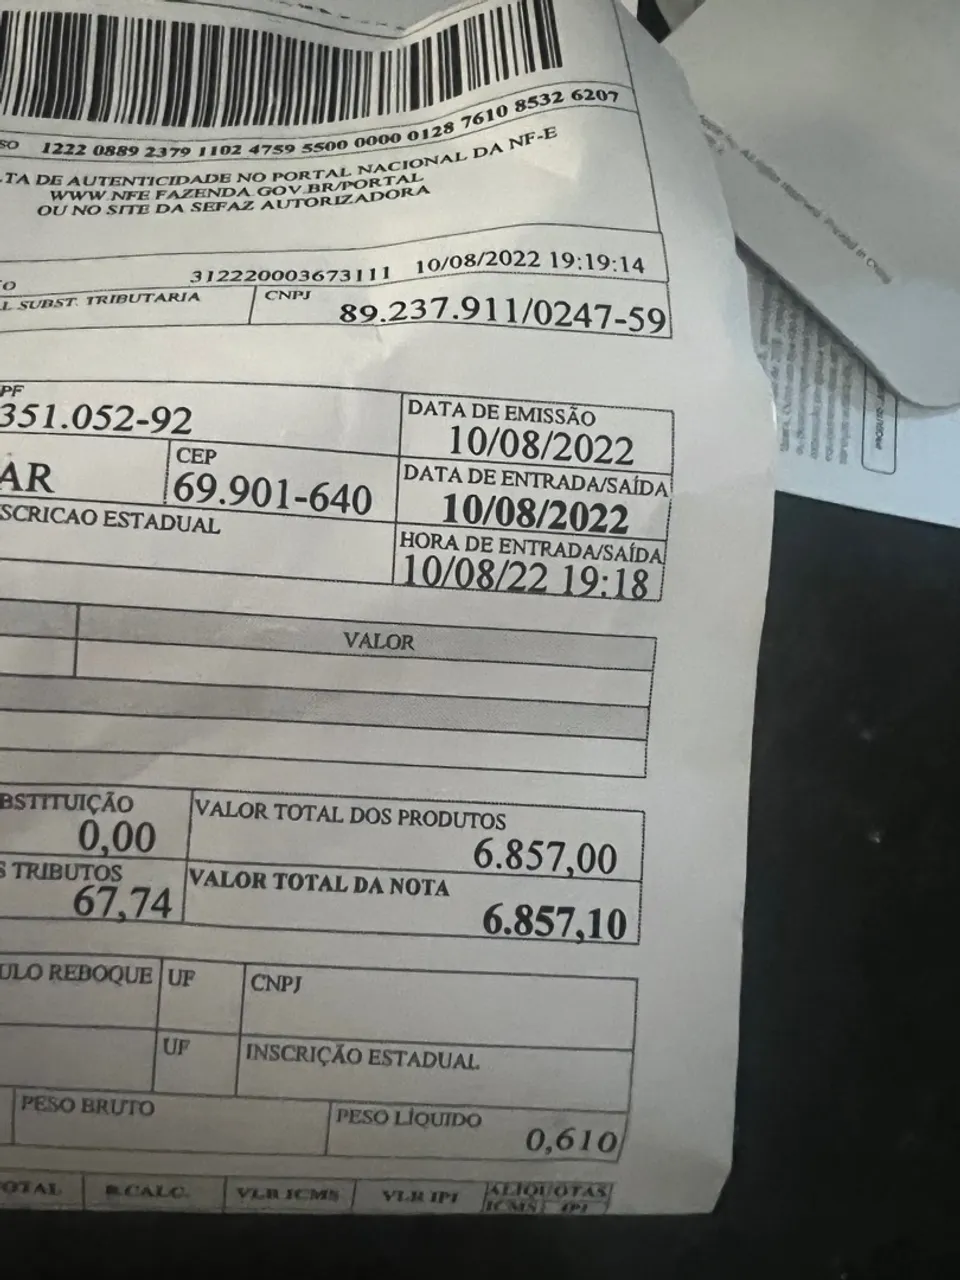 SO 1222 0889 2379 1102 4759 5500 0000 0128 7610 8532 6207
LTA DE AUTENTICIDADE NO PORTAL NACIONAL DA NF-E
WWW.NFE.FAZENDA.GOV.BR/PORTAL
OU NO SITE DA SEFAZ AUTORIZADORA
O
312220003673111 10/08/2022 19:19:14
L SUBST. TRIBUTARIA
CNPJ
89.237.911/0247-59
PF
351.052-92
DATA DE EMISSÃO
10/08/2022
AR
CEP
69.901-640
DATA DE ENTRADA/SAÍDA
10/08/2022
SCRICAO ESTADUAL
HORA DE ENTRADA/SAÍDA
10/08/22 19:18
VALOR
BSTITUIÇÃO
0,00
VALOR TOTAL DOS PRODUTOS
6.857,00
S TRIBUTOS
67,74
VALOR TOTAL DA NOTA
6.857,10
ULO REBOQUE
UF
CNPJ
UF
INSCRIÇÃO ESTADUAL
PESO BRUTO
PESO LÍQUIDO
0,610
OTAL
B.CALC.
VLR ICMS
VLR IPI
ALIQUOTAS
ICMS
IPI